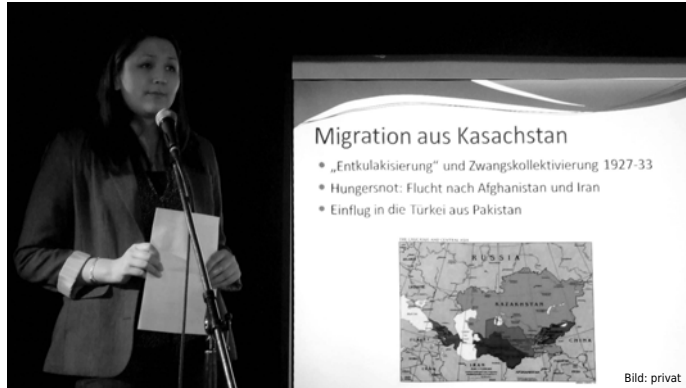 Migration aus Kasachstan
• „Entkulakisierung“ und Zwangskollektivierung 1927-33
• Hungersnot: Flucht nach Afghanistan und Iran
• Einflug in die Türkei aus Pakistan
RUSSIA
KAZAKHSTAN
CHINA
IRAN
Bild: privat